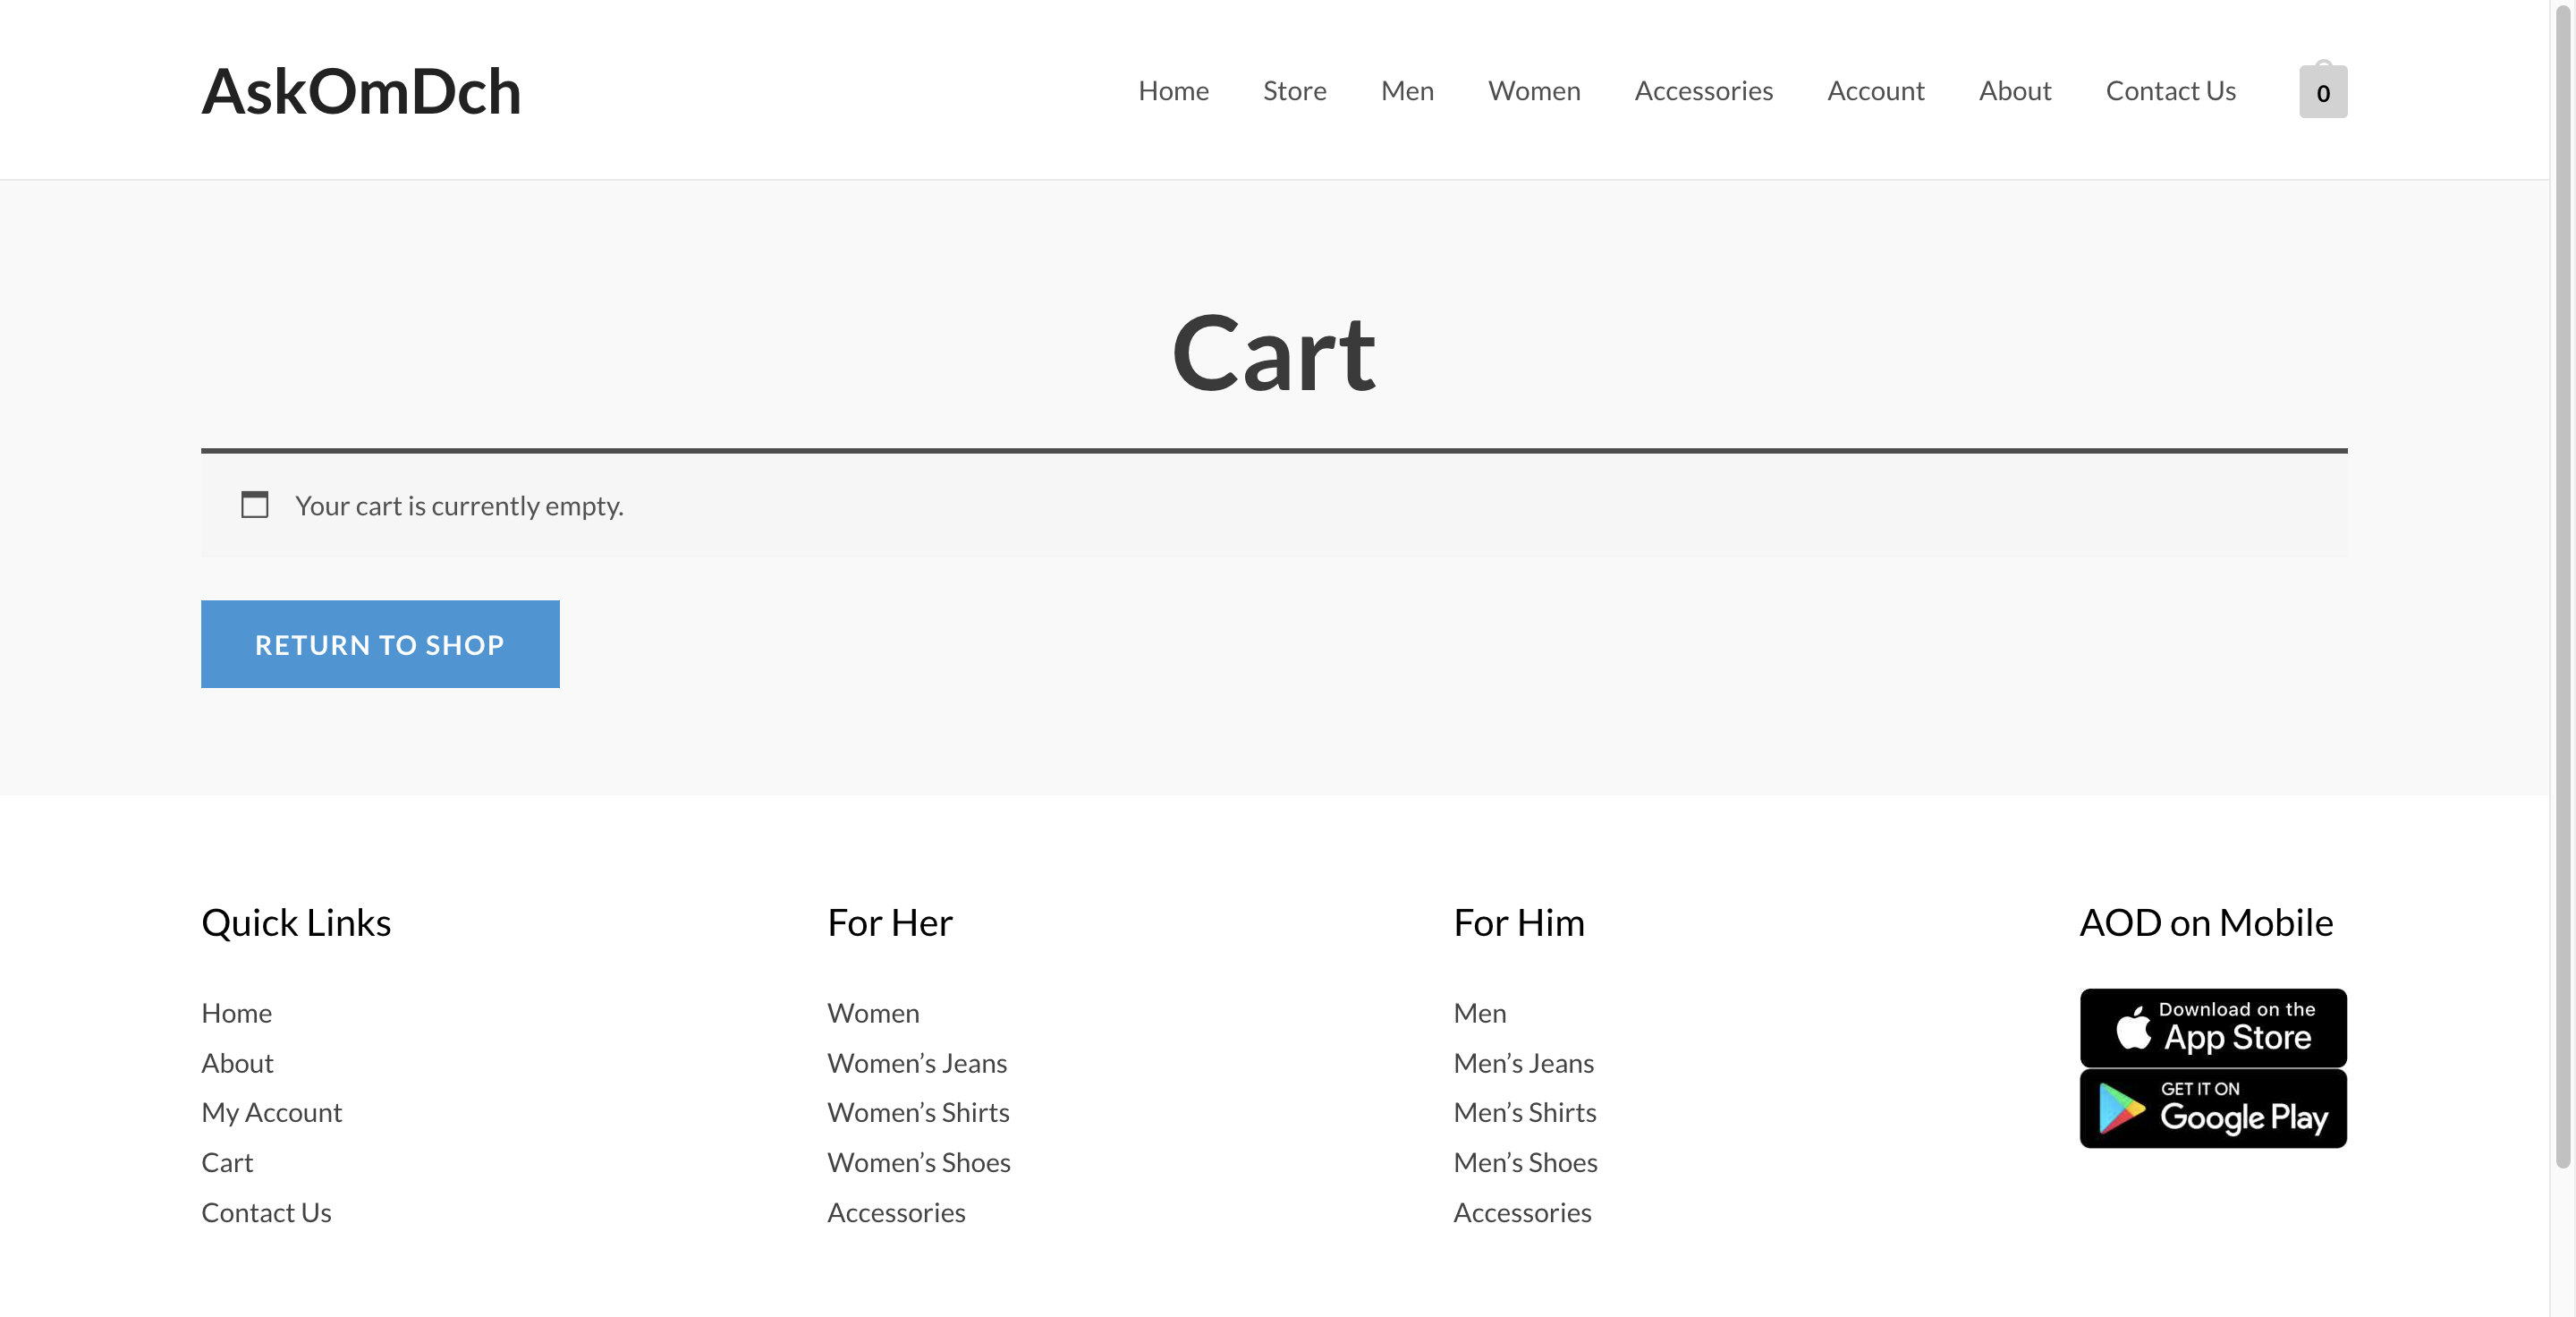 AskOmDch
Home Store Men Women Accessories Account About Contact Us 0
Cart
Your cart is currently empty.
RETURN TO SHOP
Quick Links
Home
About
My Account
Cart
Contact Us
For Her
Women
Women’s Jeans
Women’s Shirts
Women’s Shoes
Accessories
For Him
Men
Men’s Jeans
Men’s Shirts
Men’s Shoes
Accessories
AOD on Mobile
Download on the
App Store
GET IT ON
Google Play